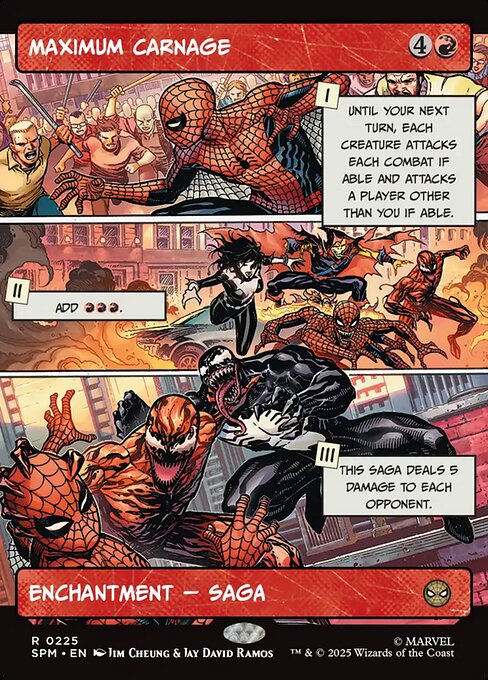 MAXIMUM CARNAGE 4
I
UNTIL YOUR NEXT
TURN, EACH
CREATURE ATTACKS
EACH COMBAT IF
ABLE AND ATTACKS
A PLAYER OTHER
THAN YOU IF ABLE.
II
ADD .
III
THIS SAGA DEALS 5
DAMAGE TO EACH
OPPONENT.
ENCHANTMENT — SAGA
R 0225
SPM • EN JIM CHEUNG & JAY DAVID RAMOS
© MARVEL
™ & © 2025 Wizards of the Coast